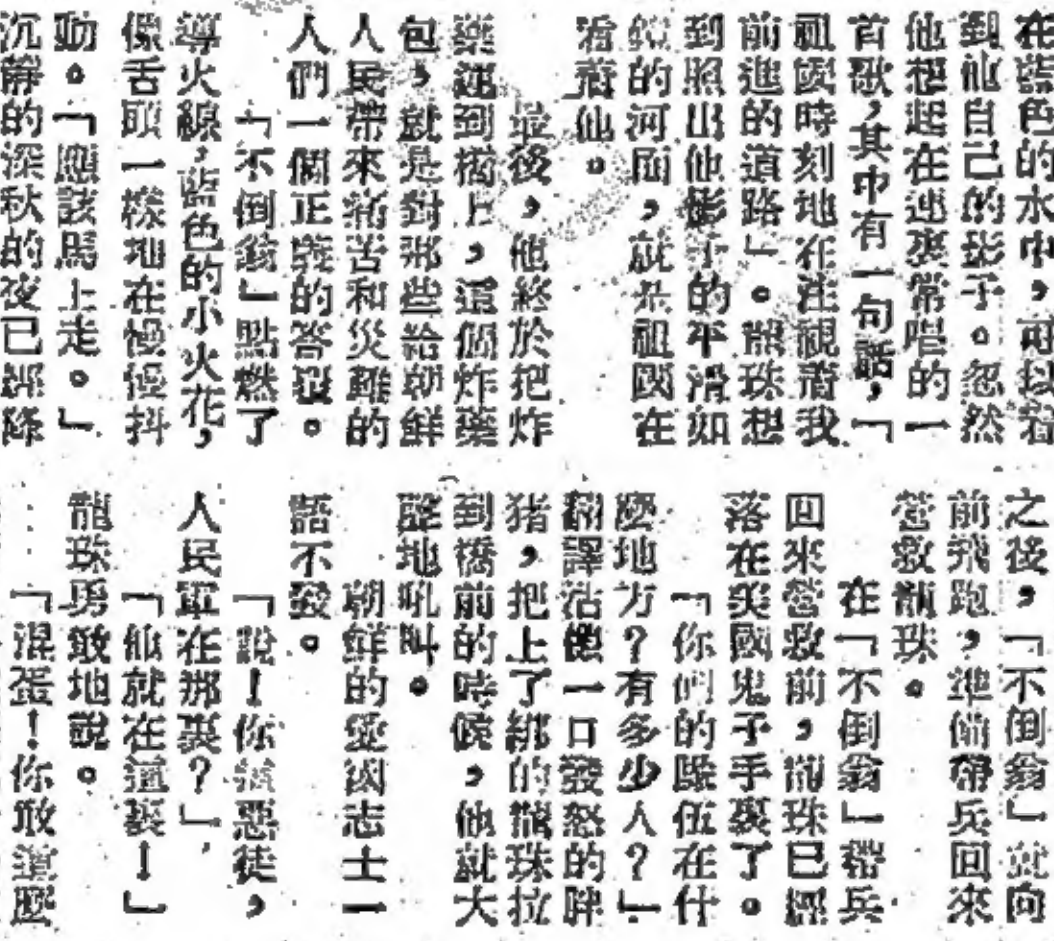 在藍色的水中，可以看
到他自己的影子。忽然
他想起在這裏常唱的一
首歌，其中有一句話，「
祖國時刻地在注視着我
前進的道路」。龍珠想
到照出他影子的平滑如
鏡的河面，就是祖國在
看着他。
最後，他終於把炸
藥運到橋上，這個炸藥
包，就是對那些給朝鮮
人民帶來痛苦和災難的
人們一個正義的答覆。
「不倒翁」點燃了
導火線，藍色的小火花，
像舌頭一樣地在慢慢抖
動。「應該馬上走。」
沉靜的深秋的夜已經降
之後，「不倒翁」就向
前飛跑，準備帶兵回來
營救龍珠。
在「不倒翁」帶兵
回來營救前，龍珠已經
落在美國鬼子手裏了。
「你們的隊伍在什
麼地方？有多少人？」
翻譯沾染一口發怒的胖
猪，把上了綁的龍珠拉
到橋前的時候，他就大
聲地吼叫。
朝鮮的愛國志士一
語不發。
「說！你這惡徒，
人民軍在那裏？」
「他就在這裏！」
龍珠勇敢地說。
「混蛋！你敢這麼